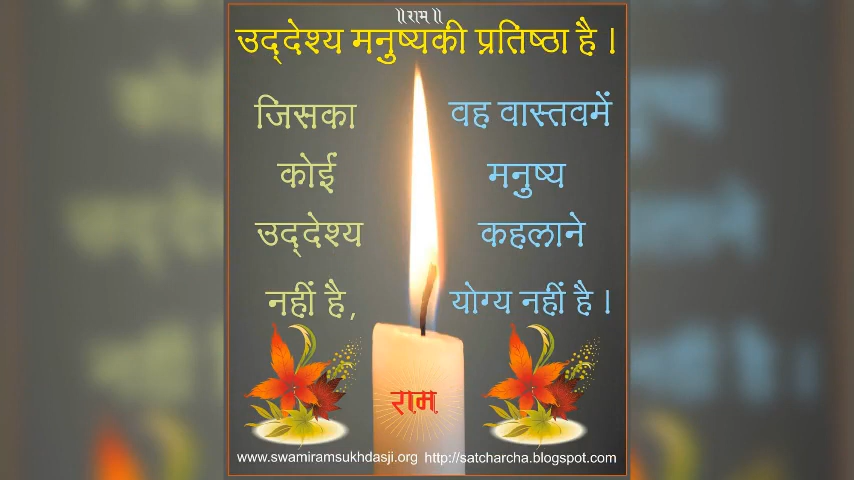 ॥ राम ॥
उद्देश्य मनुष्यकी प्रतिष्ठा है ।
जिसका
कोई
उद्देश्य
नहीं है,
वह वास्तवमें
मनुष्य
कहलाने
योग्य नहीं है ।
राम
www.swamiramsukhdasji.org http://satcharcha.blogspot.com